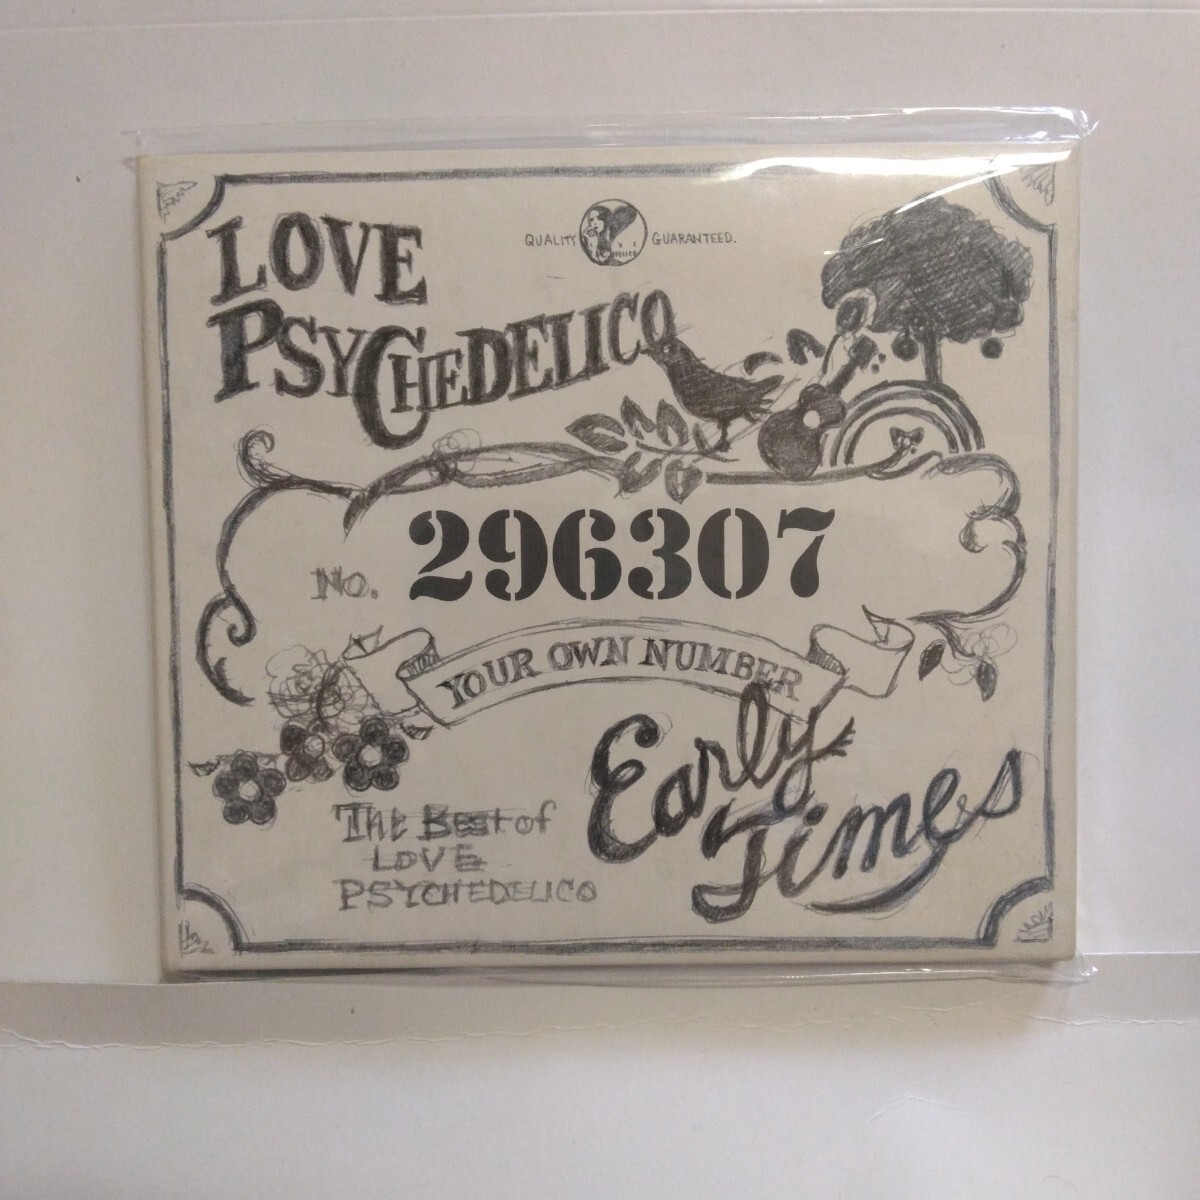 LOVE
PSYCHEDELICO
QUALITY GUARANTEED.
No. 296307
YOUR OWN NUMBER
Early
Times
The Best of
LOVE
PSYCHEDELICO